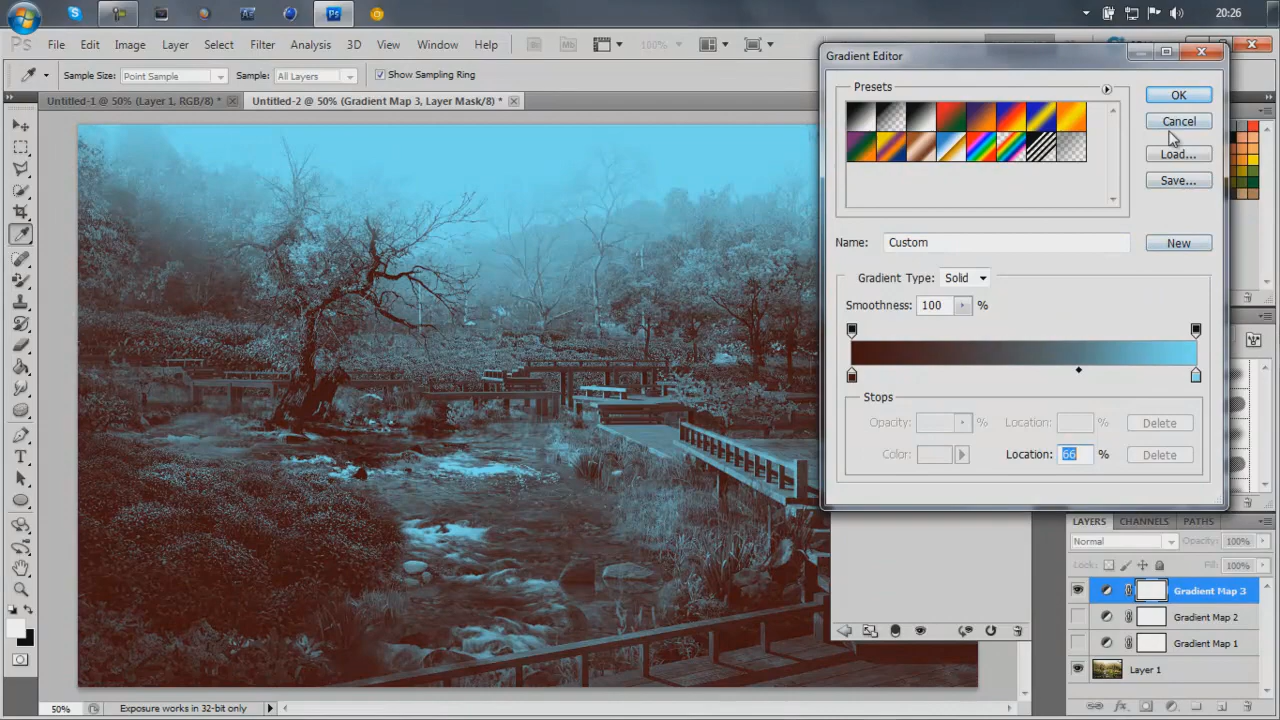 20:26
Ps File Edit Image Layer Select Filter Analysis 3D View Window Help Mb 100%
Sample Size: Point Sample Sample: All Layers Show Sampling Ring
Untitled-1 @ 50% (Layer 1, RGB/8) * Untitled-2 @ 50% (Gradient Map 3, Layer Mask/8) *
Gradient Editor
Presets
OK
Cancel
Load...
Save...
Name: Custom
New
Gradient Type: Solid
Smoothness: 100 %
Stops
Opacity: % Location: % Delete
Color: Location: 66 % Delete
LAYERS CHANNELS PATHS
Normal Opacity: 100%
Lock: Fill: 100%
Gradient Map 3
Gradient Map 2
Gradient Map 1
Layer 1
50% Exposure works in 32-bit only